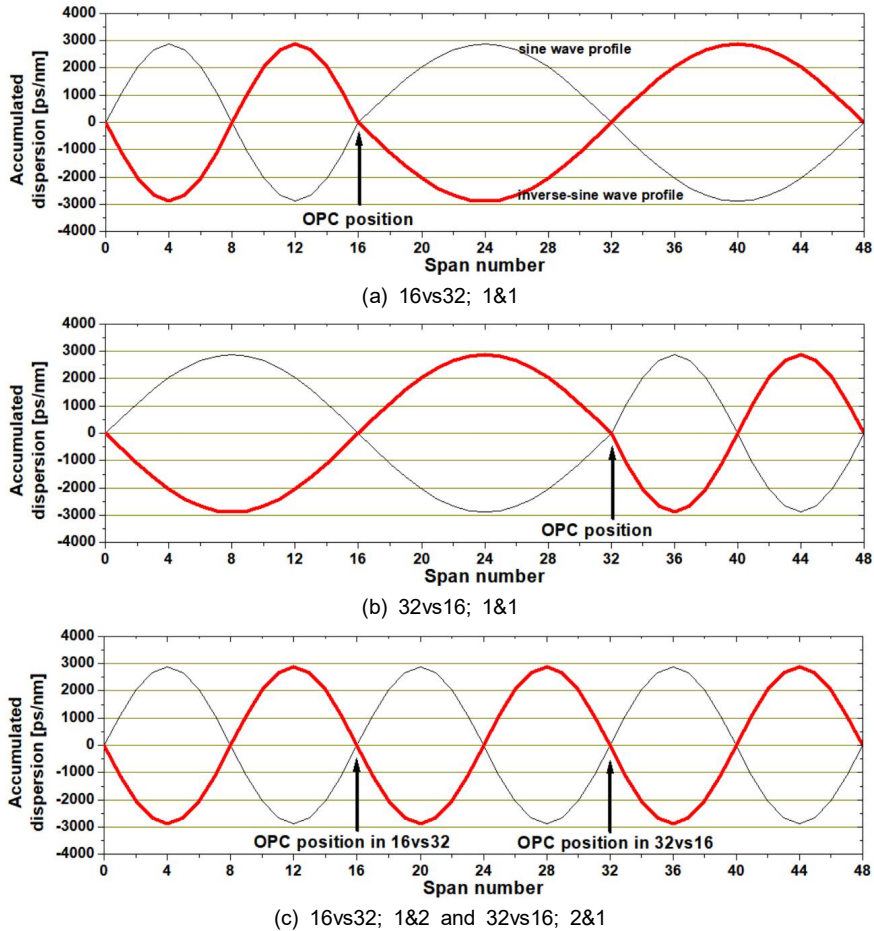 4000
3000
2000
1000
0
-1000
-2000
-3000
-4000
Accumulated
dispersion [ps/nm]
sine wave profile
inverse-sine wave profile
OPC position
0 4 8 12 16 20 24 28 32 36 40 44 48
Span number
(a) 16vs32; 1&1
4000
3000
2000
1000
0
-1000
-2000
-3000
-4000
Accumulated
dispersion [ps/nm]
OPC position
0 4 8 12 16 20 24 28 32 36 40 44 48
Span number
(b) 32vs16; 1&1
4000
3000
2000
1000
0
-1000
-2000
-3000
-4000
Accumulated
dispersion [ps/nm]
OPC position in 16vs32 OPC position in 32vs16
0 4 8 12 16 20 24 28 32 36 40 44 48
Span number
(c) 16vs32; 1&2 and 32vs16; 2&1